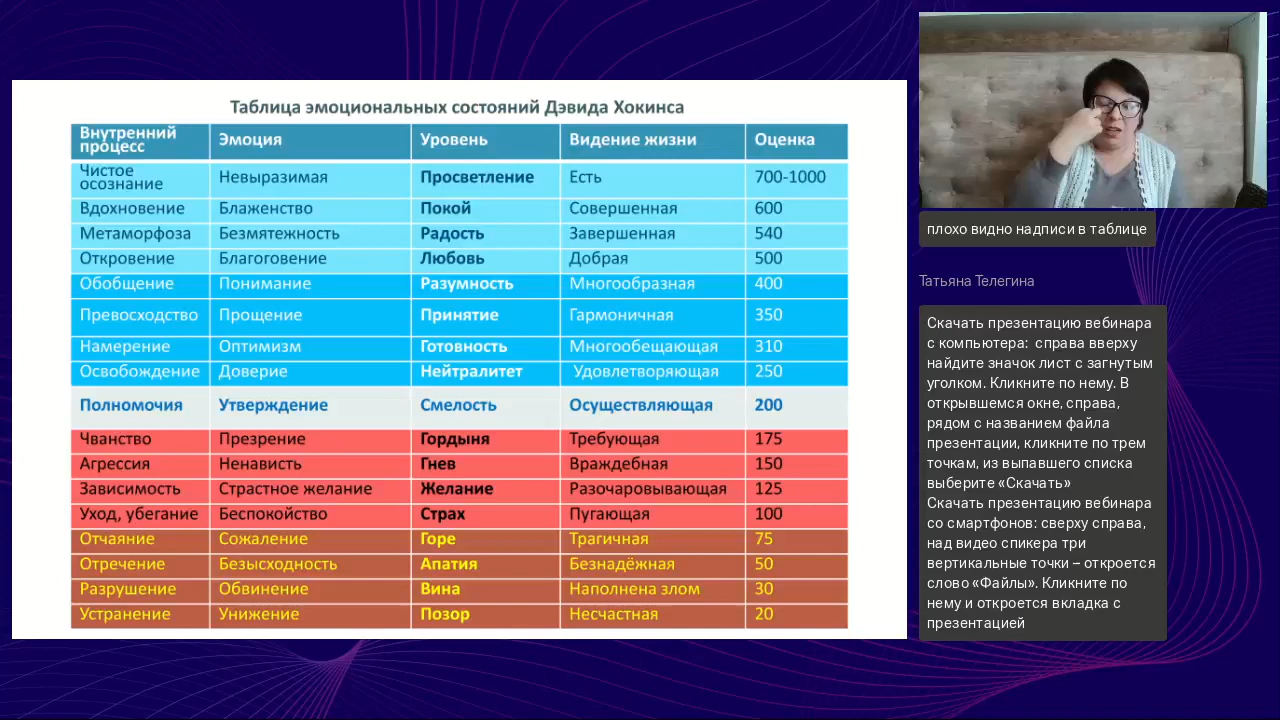 Таблица эмоциональных состояний Дэвида Хокинса
Внутренний процесс Эмоция Уровень Видение жизни Оценка
Чистое осознание Невыразимая Просветление Есть 700-1000
Вдохновение Блаженство Покой Совершенная 600
Метаморфоза Безмятежность Радость Завершенная 540
Откровение Благоговение Любовь Добрая 500
Обобщение Понимание Разумность Многообразная 400
Превосходство Прощение Принятие Гармоничная 350
Намерение Оптимизм Готовность Многообещающая 310
Освобождение Доверие Нейтралитет Удовлетворяющая 250
Полномочия Утверждение Смелость Осуществляющая 200
Чванство Презрение Гордыня Требующая 175
Агрессия Ненависть Гнев Враждебная 150
Зависимость Страстное желание Желание Разочаровывающая 125
Уход, убегание Беспокойство Страх Пугающая 100
Отчаяние Сожаление Горе Трагичная 75
Отречение Безысходность Апатия Безнадёжная 50
Разрушение Обвинение Вина Наполнена злом 30
Устранение Унижение Позор Несчастная 20
плохо видно надписи в таблице
Татьяна Телегина
Скачать презентацию вебинара
с компьютера: справа вверху
найдите значок лист с загнутым
уголком. Кликните по нему. В
открывшемся окне, справа,
рядом с названием файла
презентации, кликните по трем
точкам, из выпавшего списка
выберите «Скачать»
Скачать презентацию вебинара
со смартфонов: сверху справа,
над видео спикера три
вертикальные точки – откроется
слово «Файлы». Кликните по
нему и откроется вкладка с
презентацией